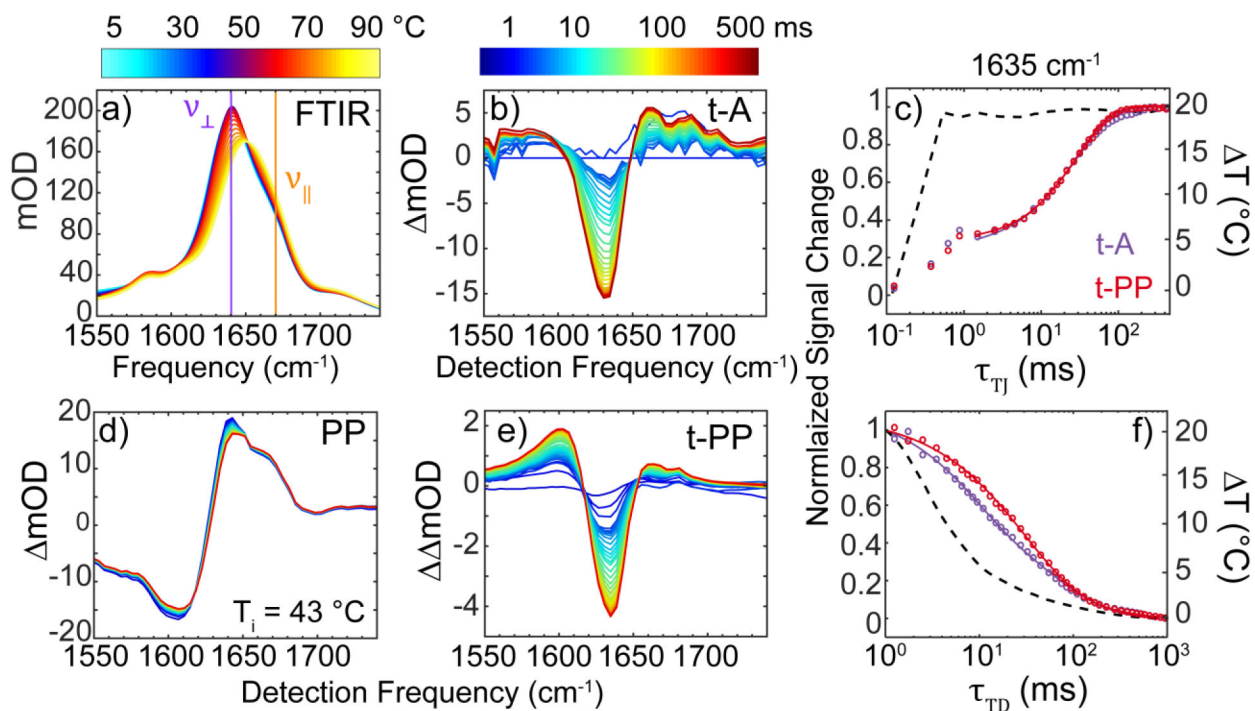 5 30 50 70 90 °C
1 10 100 500 ms
a)
ν⊥
FTIR
ν||
mOD
200
160
120
80
40
0
1550 1600 1650 1700
Frequency (cm-1)
b)
t-A
ΔmOD
5
0
-5
-10
-15
1550 1600 1650 1700
Detection Frequency (cm-1)
1635 cm-1
c)
Normlaized Signal Change
1
0.8
0.6
0.4
0.2
0
20
15
10
5
0
ΔT (°C)
t-A
t-PP
10-1 100 101 102
τTJ (ms)
d)
PP
ΔmOD
20
10
0
-10
-20
Ti = 43 °C
1550 1600 1650 1700
e)
t-PP
ΔΔmOD
2
0
-2
-4
1550 1600 1650 1700
Detection Frequency (cm-1)
f)
1
0.8
0.6
0.4
0.2
0
20
15
10
5
0
ΔT (°C)
100 101 102 103
τTD (ms)